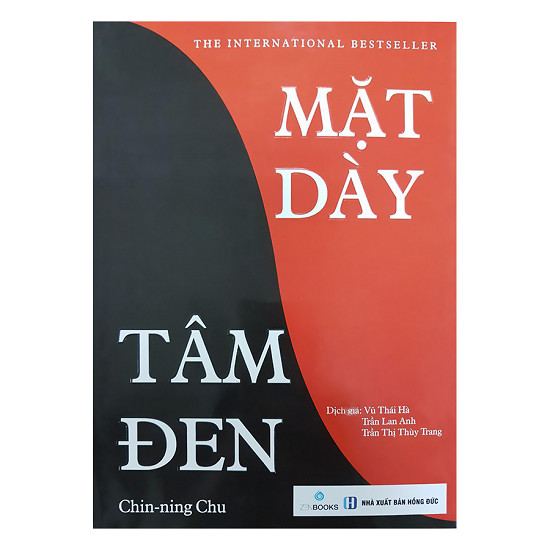 THE INTERNATIONAL BESTSELLER
MẶT
DÀY
TÂM
ĐEN
Dịch giả: Vũ Thái Hà
Trần Lan Anh
Trần Thị Thùy Trang
Chin-ning Chu
ZENBOOKS
NHÀ XUẤT BẢN HỒNG ĐỨC